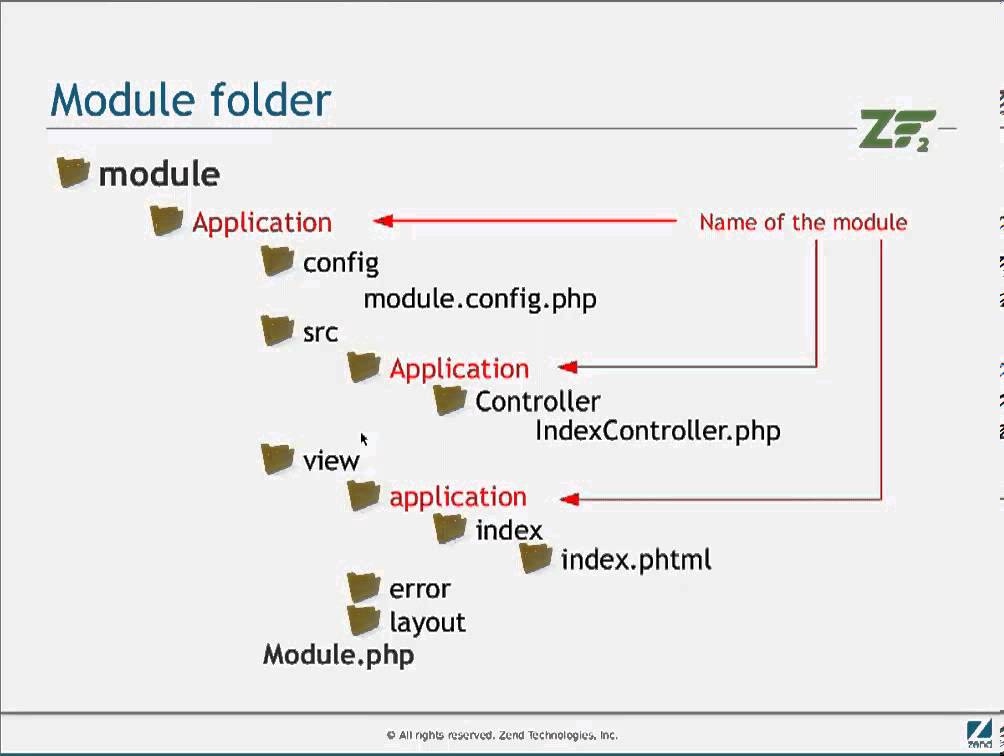 Module folder
ZF2
module
Application
Name of the module
config
module.config.php
src
Application
Controller
IndexController.php
view
application
index
index.phtml
error
layout
Module.php
© All rights reserved. Zend Technologies, Inc.
zend